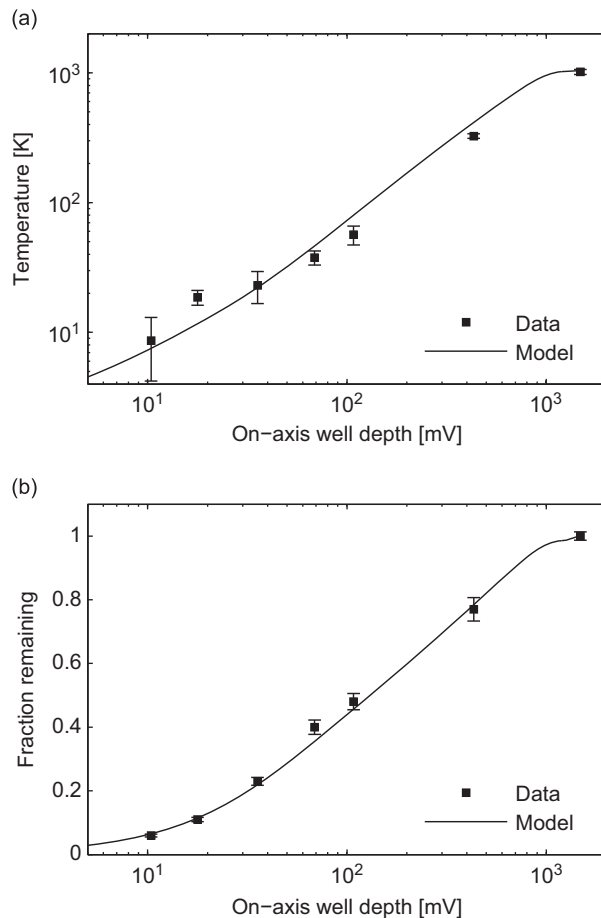 (a)
10³
10²
10¹
Temperature [K]
Data
Model
10¹ 10² 10³
On−axis well depth [mV]
(b)
1
0.8
0.6
0.4
0.2
0
Fraction remaining
Data
Model
10¹ 10² 10³
On−axis well depth [mV]